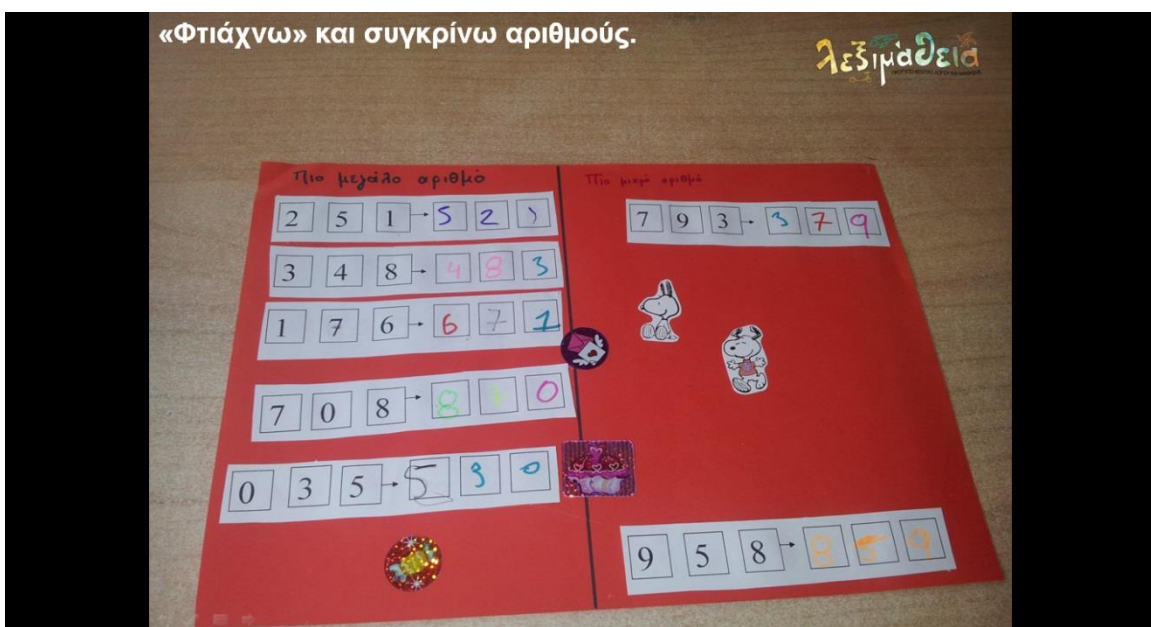 «Φτιάχνω» και συγκρίνω αριθμούς.
λεξιμάθεια
Πιο μεγάλο αριθμό
2 5 1 → 5 2 1
3 4 8 → 4 8 3
1 7 6 → 6 7 1
7 0 8 → 8 7 0
0 3 5 → 5 3 0
Πιο μικρό αριθμό
7 9 3 → 3 7 9
9 5 8 → 8 5 9